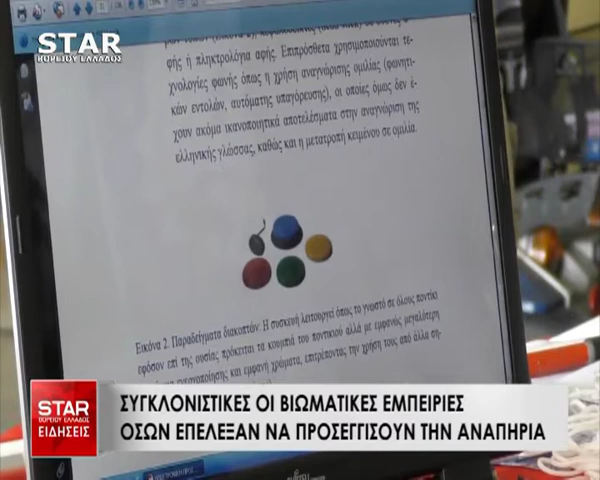 STAR
ΒΟΡΕΙΟΥ ΕΛΛΑΔΟΣ
φής ή πληκτρολόγια αφής. Επιπρόσθετα χρησιμοποιούνται τε-
χνολογίες φωνής όπως η χρήση αναγνώρισης ομιλίας (φωνητι-
κών εντολών, αυτόματης υπαγόρευσης), οι οποίες όμως δεν έ-
χουν ακόμα ικανοποιητικά αποτελέσματα στην αναγνώριση της
ελληνικής γλώσσας, καθώς και η μετατροπή κειμένου σε ομιλία.
Εικόνα 2. Παραδείγματα διακοπτών. Η συσκευή λειτουργεί όπως το γνωστό σε όλους ποντίκι
εφόσον επί της ουσίας πρόκειται τα κουμπιά του ποντικιού αλλά με εμφανώς μεγαλύτερη
ενεργοποίησης και εμφανή χρώματα, επιτρέποντας την χρήση τους από άλλα ση-
STAR
ΒΟΡΕΙΟΥ ΕΛΛΑΔΟΣ
ΕΙΔΗΣΕΙΣ
ΣΥΓΚΛΟΝΙΣΤΙΚΕΣ ΟΙ ΒΙΩΜΑΤΙΚΕΣ ΕΜΠΕΙΡΙΕΣ
ΟΣΩΝ ΕΠΕΛΕΞΑΝ ΝΑ ΠΡΟΣΕΓΓΙΣΟΥΝ ΤΗΝ ΑΝΑΠΗΡΙΑ